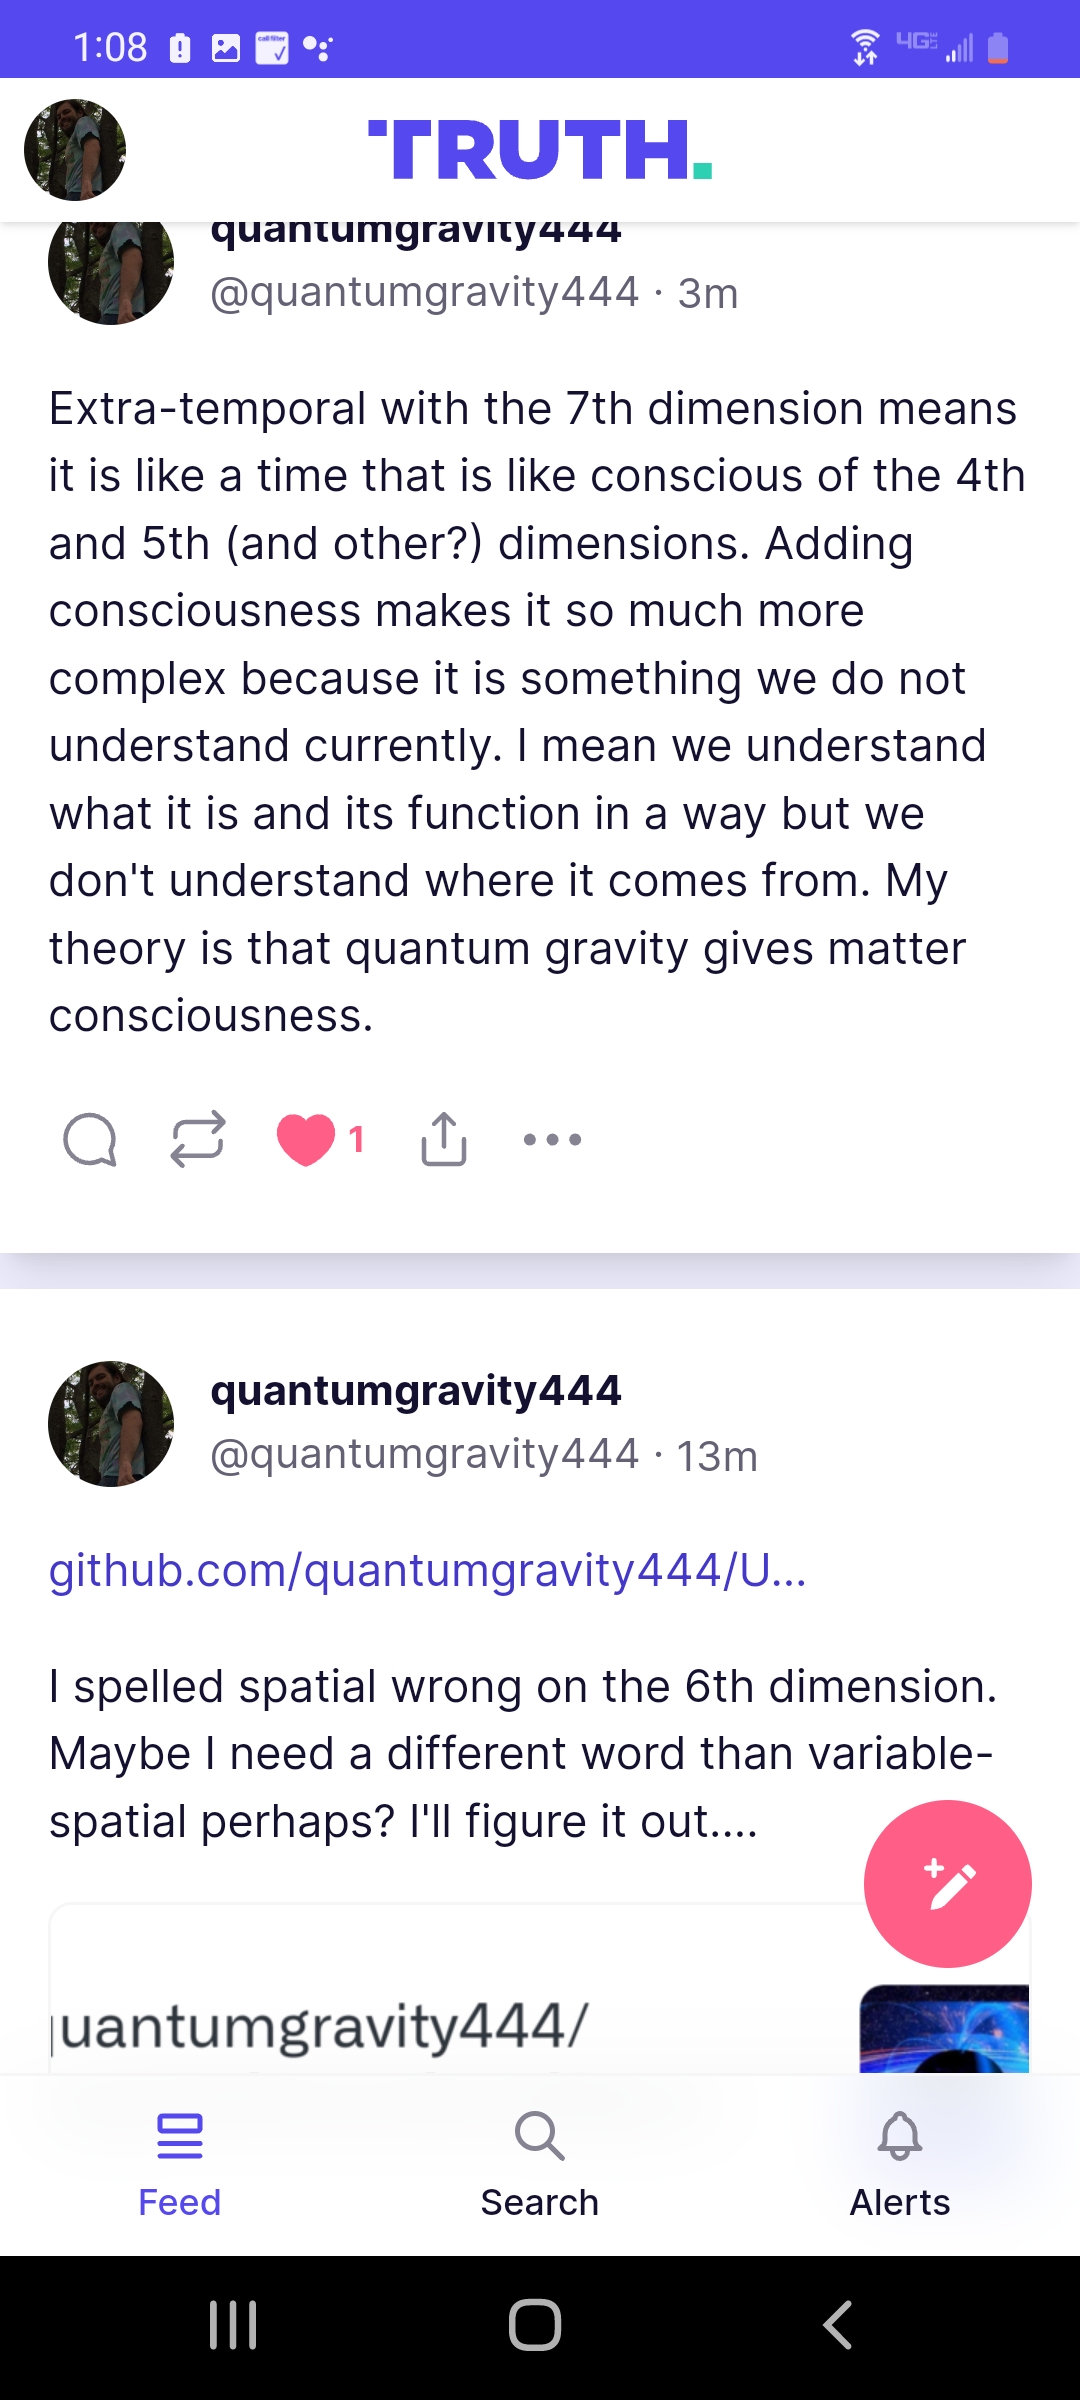 1:08
call filter
4G LTE
TRUTH.
quantumgravity444
@quantumgravity444 · 3m
Extra-temporal with the 7th dimension means
it is like a time that is like conscious of the 4th
and 5th (and other?) dimensions. Adding
consciousness makes it so much more
complex because it is something we do not
understand currently. I mean we understand
what it is and its function in a way but we
don't understand where it comes from. My
theory is that quantum gravity gives matter
consciousness.
1
quantumgravity444
@quantumgravity444 · 13m
github.com/quantumgravity444/U...
I spelled spatial wrong on the 6th dimension.
Maybe I need a different word than variable-
spatial perhaps? I'll figure it out....
uantumgravity444/
Feed
Search
Alerts